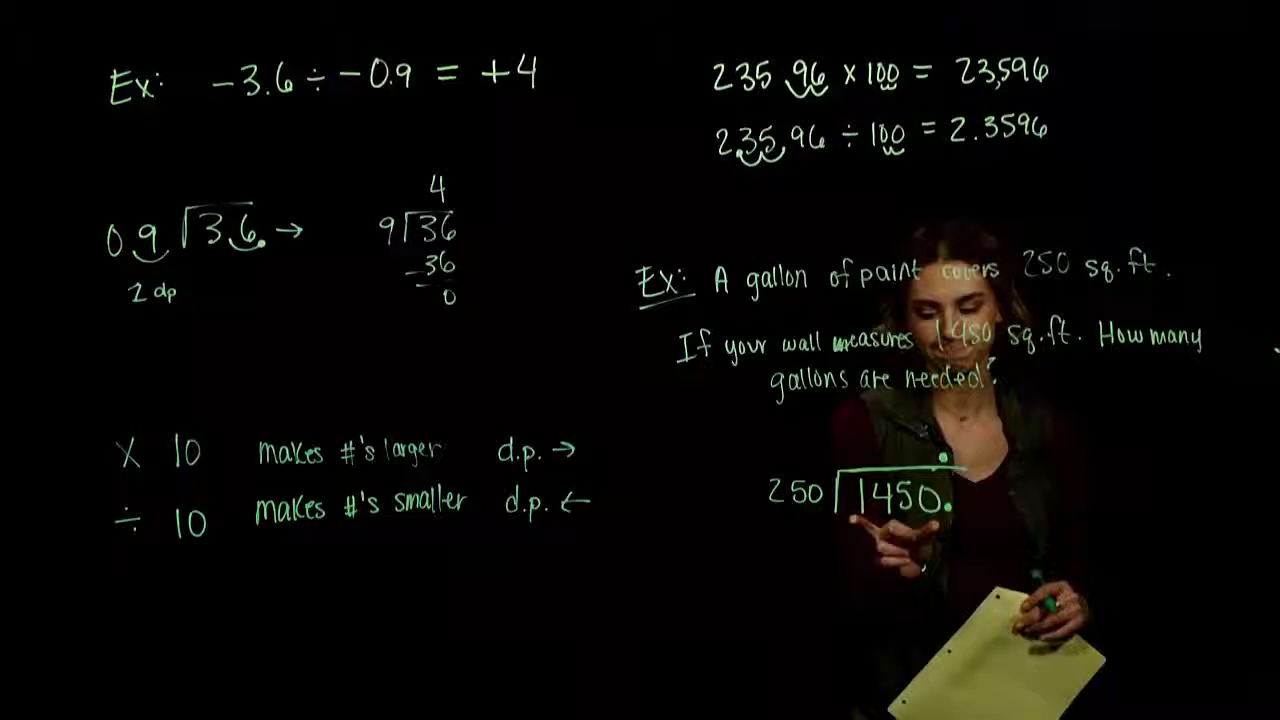 Ex: -3.6 ÷ -0.9 = +4
0.9 ⟌ 3.6. →
2 dp
4
9 ⟌ 36
-36
0
× 10 makes #'s larger d.p. →
÷ 10 makes #'s smaller d.p. ←
235.96 × 100 = 23,596
2.35.96 ÷ 100 = 2.3596
Ex: A gallon of paint covers 250 sq.ft.
If your wall measures 1450 sq.ft. How many
gallons are needed?
.
250 ⟌ 1450.